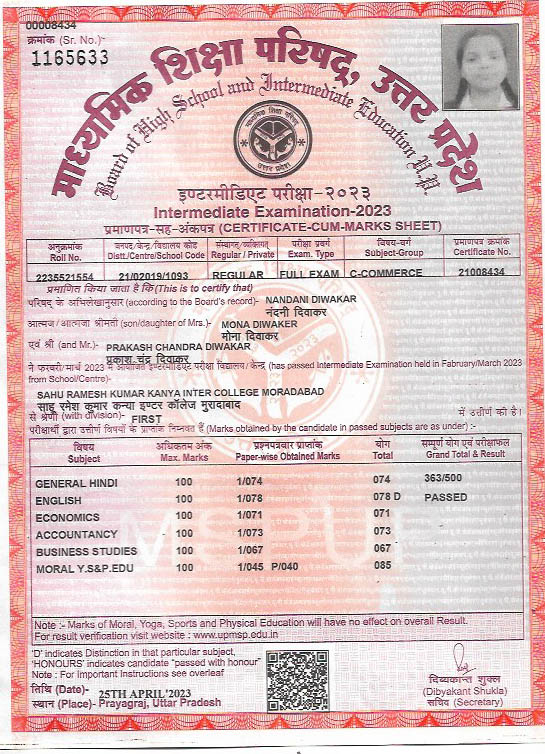 00008434
क्रमांक (Sr. No.)-
1165633
माध्यमिक शिक्षा परिषद, उत्तर प्रदेश
Board of High School and Intermediate Education U.P.
माध्यमिक शिक्षा परिषद्
उत्तर प्रदेश
इण्टरमीडिएट परीक्षा-२०२३
Intermediate Examination-2023
प्रमाणपत्र-सह-अंकपत्र (CERTIFICATE-CUM-MARKS SHEET)
अनुक्रमांक जनपद/केन्द्र/विद्यालय कोड संस्थागत/व्यक्तिगत परीक्षा प्रवर्ग विषय-वर्ग प्रमाणपत्र क्रमांक
Roll No. Distt./Centre/School Code Regular / Private Exam. Type Subject-Group Certificate No.
2235521554 21/02019/1093 REGULAR FULL EXAM C-COMMERCE 21008434
प्रमाणित किया जाता है कि(This is to certify that)
परिषद के अभिलेखानुसार (according to the Board's record)- NANDANI DIWAKAR
नंदनी दिवाकर
आत्मज/आत्मजा श्रीमती (son/daughter of Mrs.)- MONA DIWAKER
मोना दिवाकर
एवं श्री (and Mr.)- PRAKASH CHANDRA DIWAKAR
प्रकाश चंद्र दिवाकर
ने फरवरी/मार्च 2023 में आयोजित इण्टरमीडिएट परीक्षा विद्यालय/केन्द्र (has passed Intermediate Examination held in Fabruary/March 2023
from School/Centre)-
SAHU RAMESH KUMAR KANYA INTER COLLEGE MORADABAD
साहू रमेश कुमार कन्या इण्टर कॉलेज मुरादाबाद
से श्रेणी (with division)- FIRST में उत्तीर्ण की है।
परीक्षार्थी द्वारा उत्तीर्ण विषयों के प्राप्तांक निम्नवत हैं (Marks obtained by the candidate in passed subjects are as under) :-
विषय अधिकतम अंक प्रश्नपत्रवार प्राप्तांक योग सम्पूर्ण योग एवं परीक्षाफल
Subject Max. Marks Paper-wise Obtained Marks Total Grand Total & Result
GENERAL HINDI 100 1/074 074 363/500
ENGLISH 100 1/078 078 D PASSED
ECONOMICS 100 1/071 071
ACCOUNTANCY 100 1/073 073
BUSINESS STUDIES 100 1/067 067
MORAL Y.S&P.EDU 100 1/045 P/040 085
MSPUP
Note :- Marks of Moral, Yoga, Sports and Physical Education will have no effect on overall Result.
For result verification visit website : www.upmsp.edu.in
'D' indicates Distinction in that particular subject,
'HONOURS' indicates candidate "passed with honour"
Note : For Important Instructions see overleaf
तिथि (Date)- 25TH APRIL'2023
स्थान (Place)- Prayagraj, Uttar Pradesh
दिब्यकान्त शुक्ल
(Dibyakant Shukla)
सचिव (Secretary)